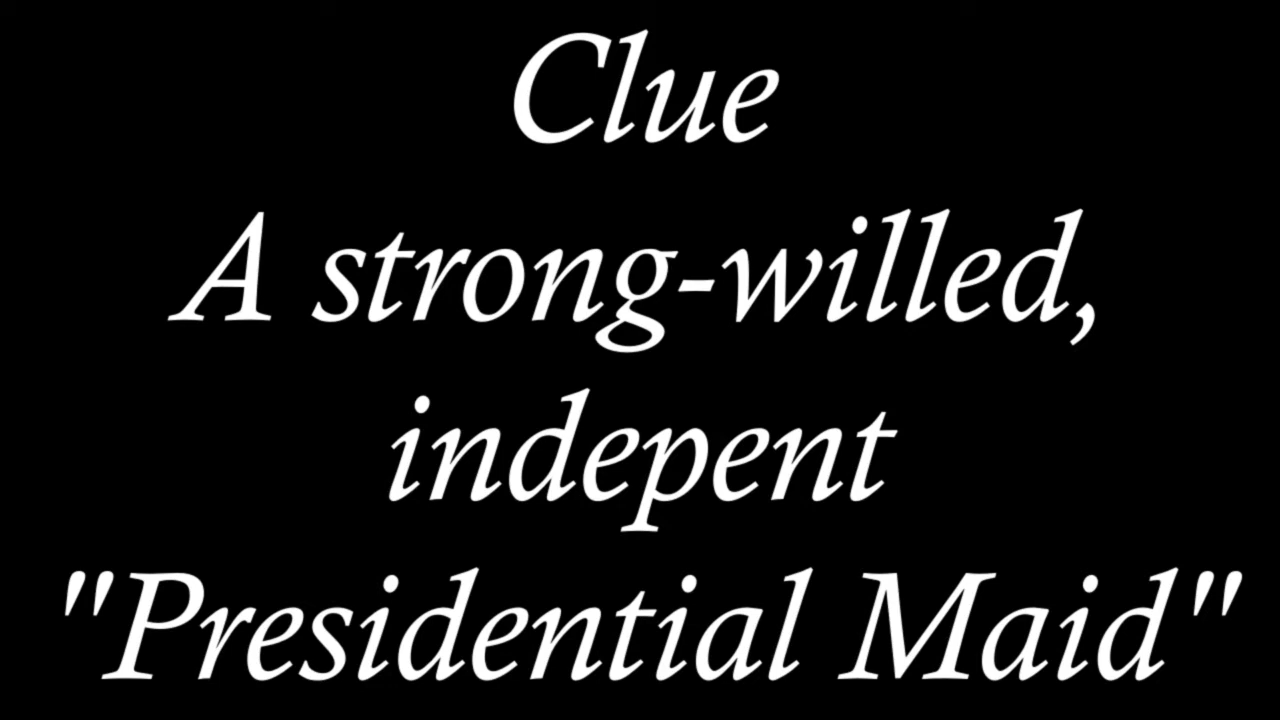 Clue
A strong-willed,
indepent
"Presidential Maid"